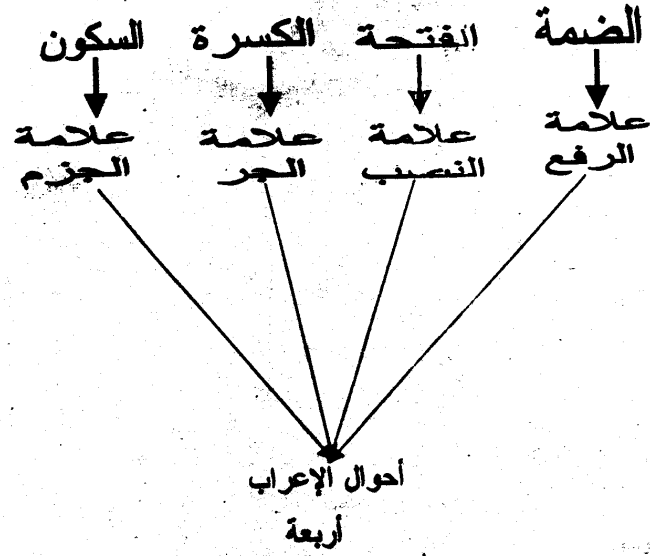 الضمة الفتحة الكسرة السكون
علامة علامة علامة علامة
الرفع النصب الجر الجزم
أحوال الإعراب
أربعة